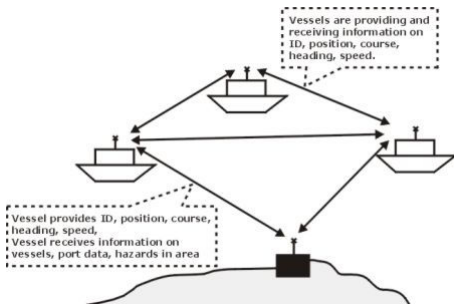 Vessels are providing and
receiving information on
ID, position, course,
heading, speed.
Vessel provides ID, position, course,
heading, speed,
Vessel receives information on
vessels, port data, hazards in area